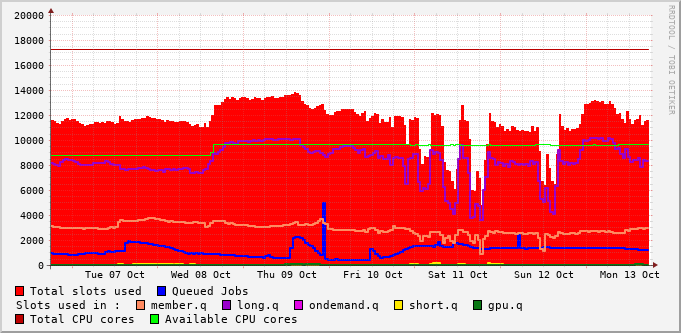 20000
18000
16000
14000
12000
10000
8000
6000
4000
2000
0
Tue 07 Oct Wed 08 Oct Thu 09 Oct Fri 10 Oct Sat 11 Oct Sun 12 Oct Mon 13 Oct
Total slots used Queued Jobs
Slots used in : member.q long.q ondemand.q short.q gpu.q
Total CPU cores Available CPU cores
RRDTOOL / TOBI OETIKER